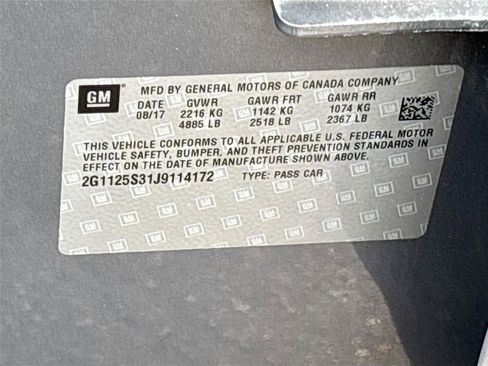 GM
MFD BY GENERAL MOTORS OF CANADA COMPANY
DATE GVWR GAWR FRT GAWR RR
08/17 2216 KG 1142 KG 1074 KG
4885 LB 2518 LB 2367 LB
THIS VEHICLE CONFORMS TO ALL APPLICABLE U.S. FEDERAL MOTOR
VEHICLE SAFETY, BUMPER, AND THEFT PREVENTION STANDARDS
IN EFFECT ON THE DATE OF MANUFACTURE SHOWN ABOVE.
2G1125S31J9114172 TYPE: PASS CAR